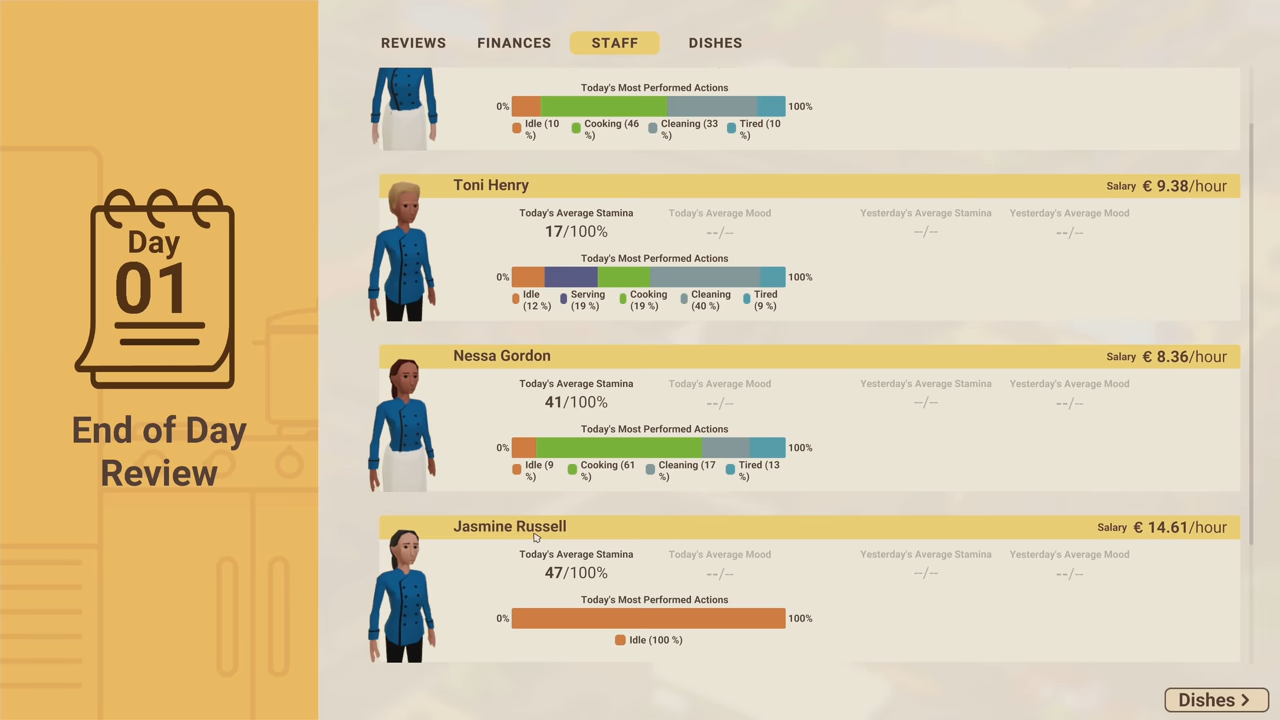 REVIEWS FINANCES STAFF DISHES
Today's Most Performed Actions
0% 100%
Idle (10 %) Cooking (46 %) Cleaning (33 %) Tired (10 %)
Toni Henry Salary € 9.38/hour
Today's Average Stamina Today's Average Mood Yesterday's Average Stamina Yesterday's Average Mood
17/100% --/-- --/-- --/--
Today's Most Performed Actions
0% 100%
Idle (12 %) Serving (19 %) Cooking (19 %) Cleaning (40 %) Tired (9 %)
Nessa Gordon Salary € 8.36/hour
Today's Average Stamina Today's Average Mood Yesterday's Average Stamina Yesterday's Average Mood
41/100% --/-- --/-- --/--
Today's Most Performed Actions
0% 100%
Idle (9 %) Cooking (61 %) Cleaning (17 %) Tired (13 %)
Jasmine Russell Salary € 14.61/hour
Today's Average Stamina Today's Average Mood Yesterday's Average Stamina Yesterday's Average Mood
47/100% --/-- --/-- --/--
Today's Most Performed Actions
0% 100%
Idle (100 %)
Day
01
End of Day
Review
Dishes >